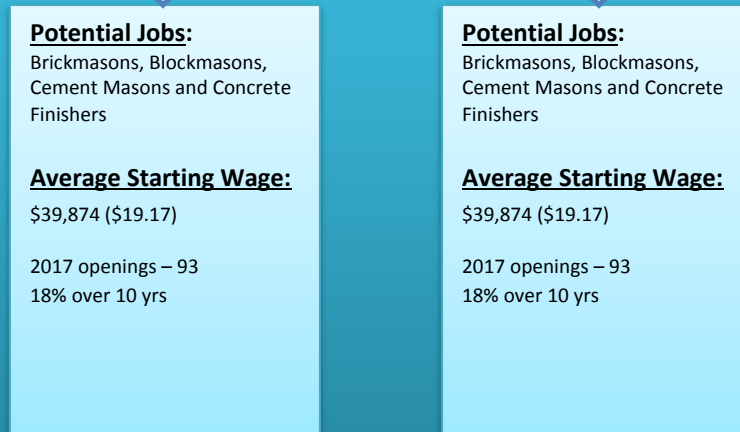 Potential Jobs:
Brickmasons, Blockmasons,
Cement Masons and Concrete
Finishers
Average Starting Wage:
$39,874 ($19.17)
2017 openings – 93
18% over 10 yrs
Potential Jobs:
Brickmasons, Blockmasons,
Cement Masons and Concrete
Finishers
Average Starting Wage:
$39,874 ($19.17)
2017 openings – 93
18% over 10 yrs